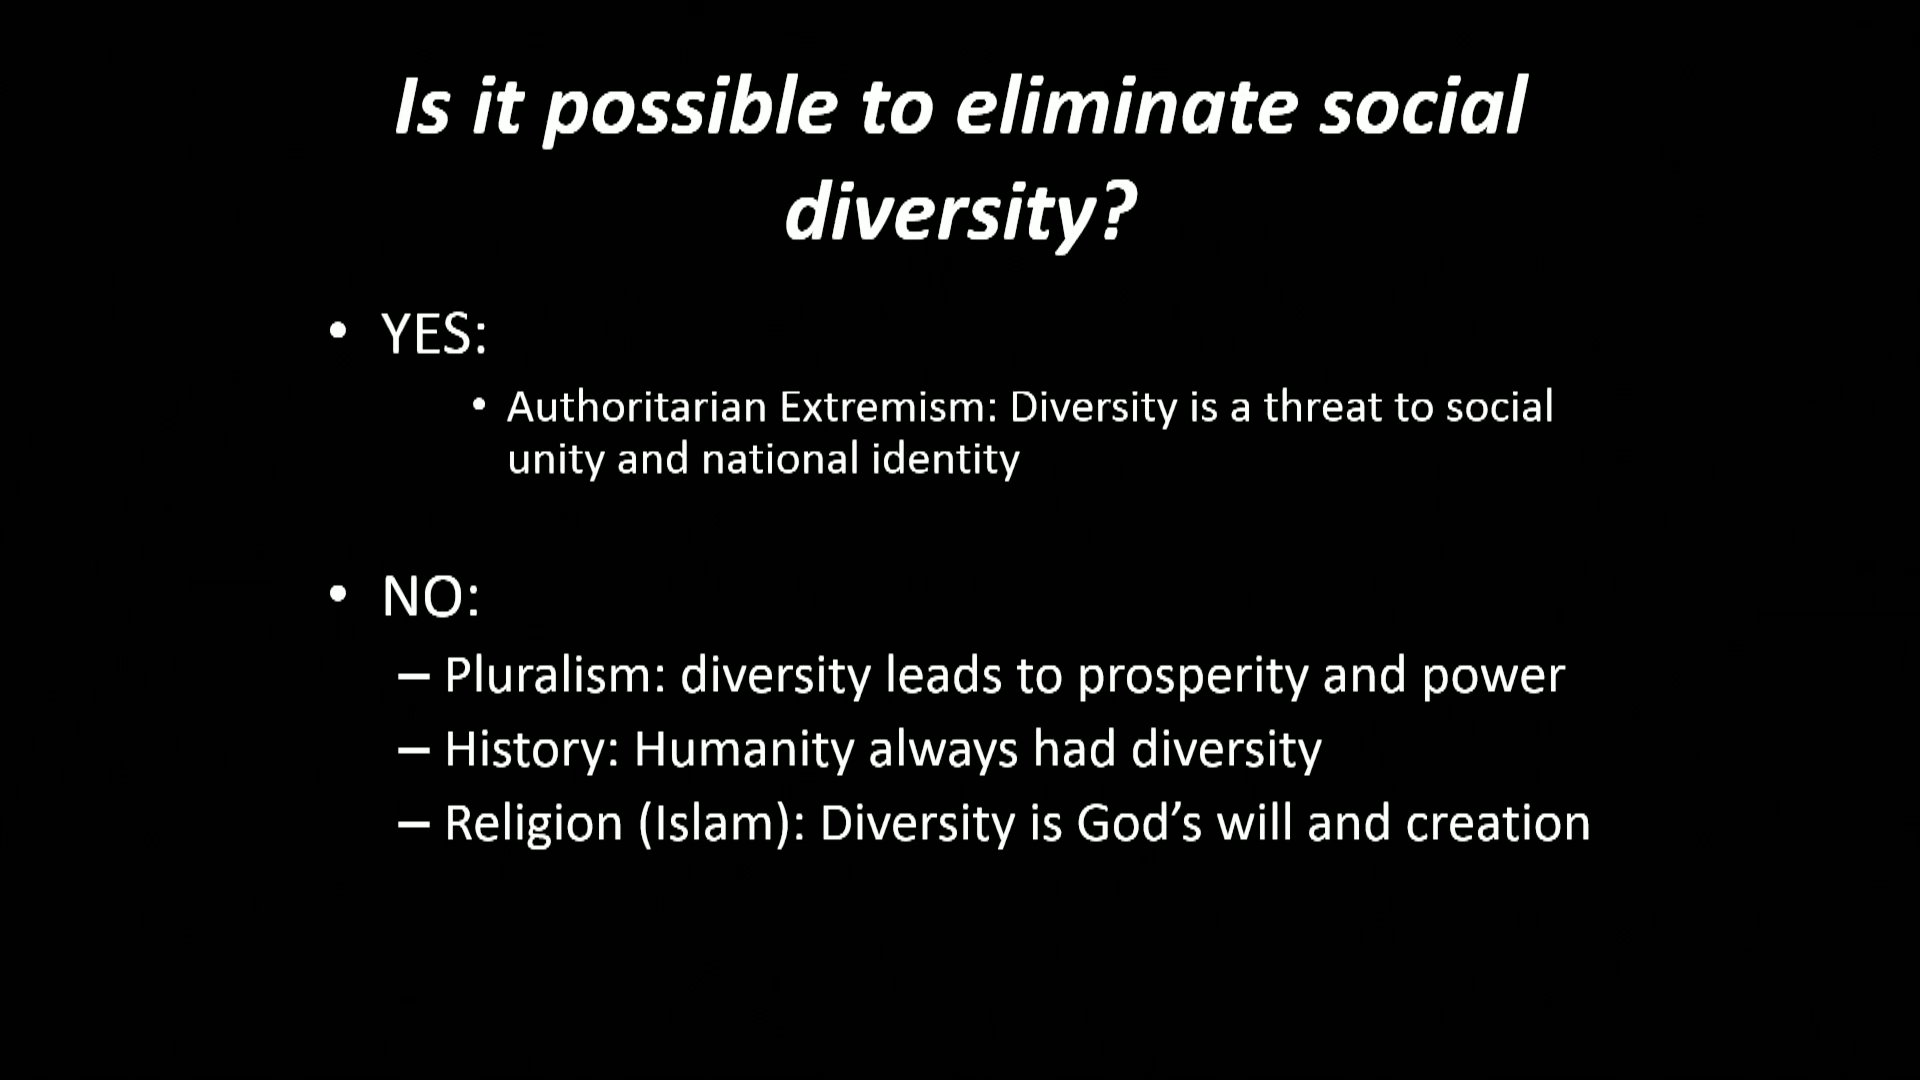 Is it possible to eliminate social
diversity?
• YES:
• Authoritarian Extremism: Diversity is a threat to social
unity and national identity
• NO:
– Pluralism: diversity leads to prosperity and power
– History: Humanity always had diversity
– Religion (Islam): Diversity is God’s will and creation